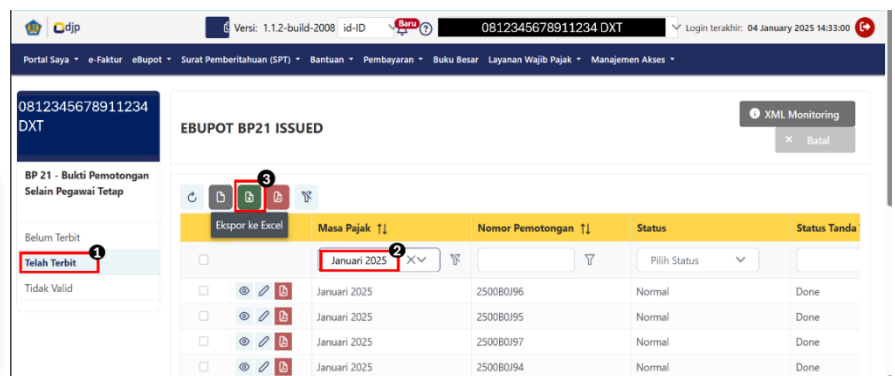 djp
Versi: 1.1.2-build-2008 id-ID Baru 0812345678911234 DXT Login terakhir: 04 January 2025 14:33:00
Portal Saya e-Faktur eBupot Surat Pemberitahuan (SPT) Bantuan Pembayaran Buku Besar Layanan Wajib Pajak Manajemen Akses
0812345678911234
DXT
BP 21 - Bukti Pemotongan
Selain Pegawai Tetap
Belum Terbit
1
Telah Terbit
Tidak Valid
EBUPOT BP21 ISSUED
XML Monitoring
Batal
3
Ekspor ke Excel
Masa Pajak Nomor Pemotongan Status Status Tanda
2
Januari 2025 Pilih Status
Januari 2025 2500B0J96 Normal Done
Januari 2025 2500B0J95 Normal Done
Januari 2025 2500B0J97 Normal Done
Januari 2025 2500B0J94 Normal Done